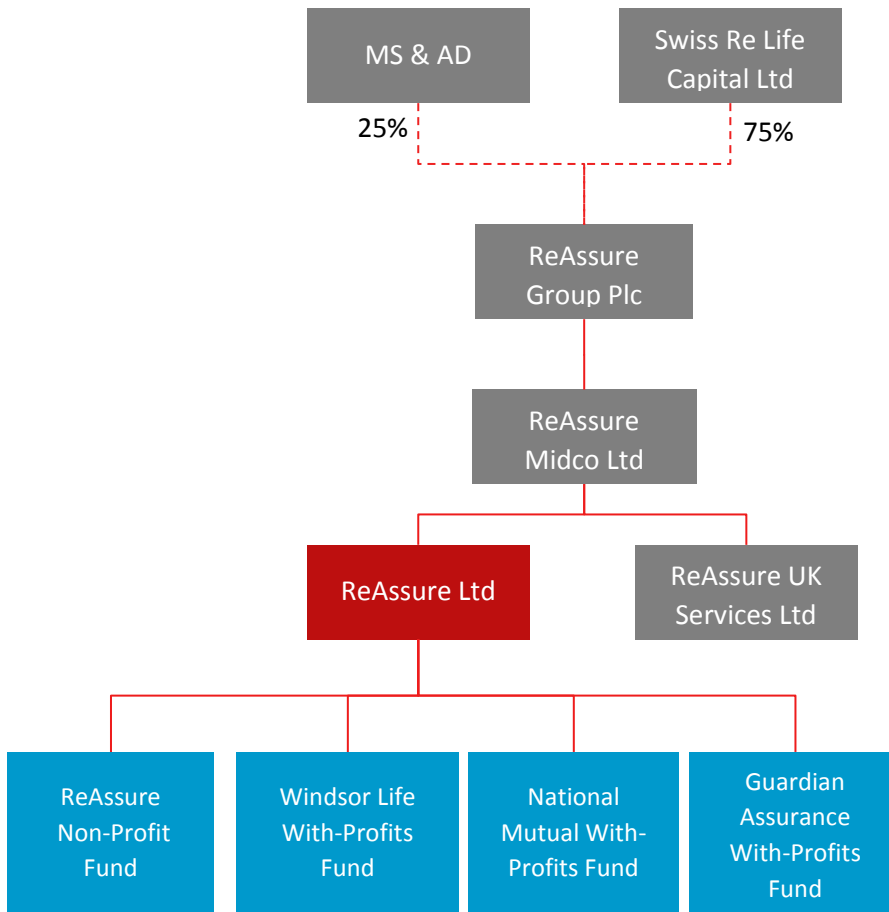 MS & AD
Swiss Re Life
Capital Ltd
25%
75%
ReAssure
Group Plc
ReAssure
Midco Ltd
ReAssure Ltd
ReAssure UK
Services Ltd
ReAssure
Non-Profit
Fund
Windsor Life
With-Profits
Fund
National
Mutual With-
Profits Fund
Guardian
Assurance
With-Profits
Fund